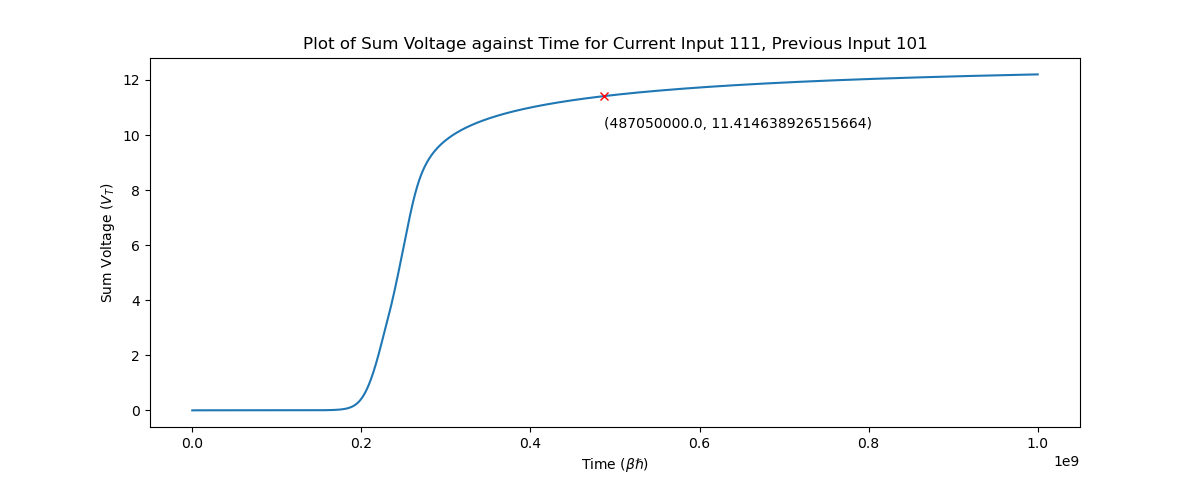 Plot of Sum Voltage against Time for Current Input 111, Previous Input 101
12
10
8
6
4
2
0
Sum Voltage (V_T)
(487050000.0, 11.414638926515664)
0.0 0.2 0.4 0.6 0.8 1.0
1e9
Time (βℏ)